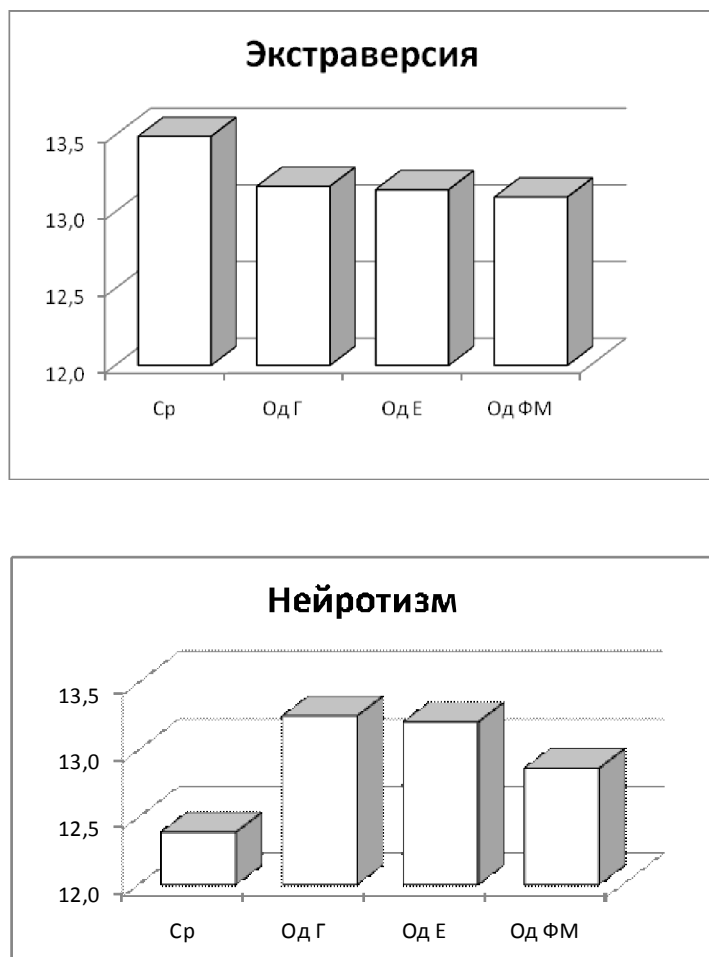 Экстраверсия
13,5
13,0
12,5
12,0
Ср Од Г Од Е Од ФМ
Нейротизм
13,5
13,0
12,5
12,0
Ср Од Г Од Е Од ФМ